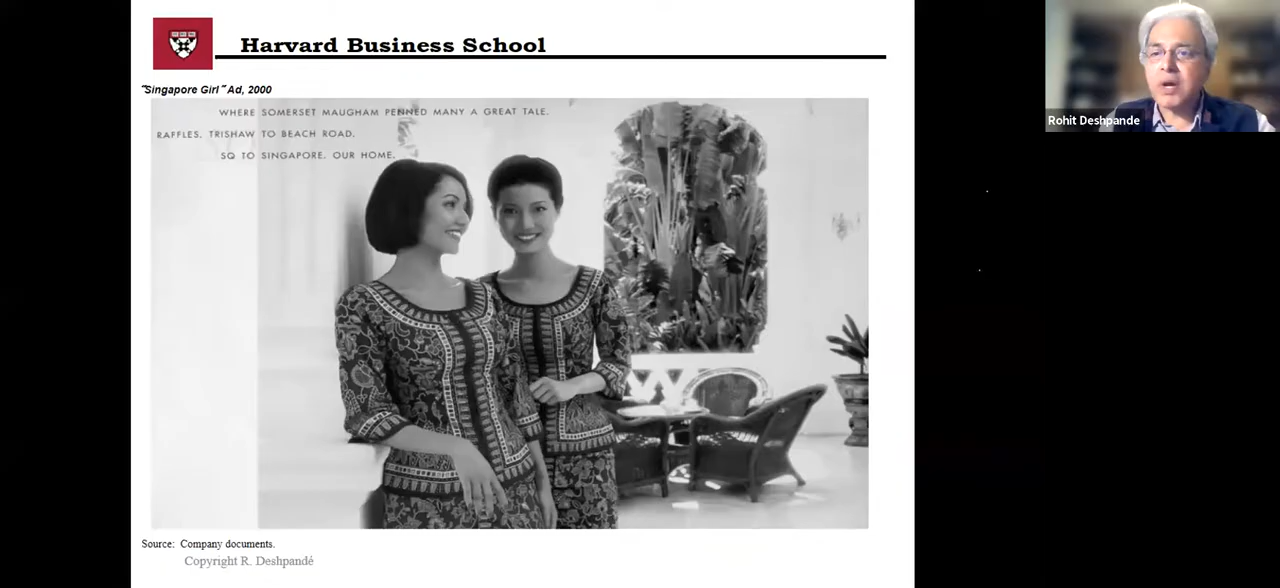 Harvard Business School
"Singapore Girl" Ad, 2000
WHERE SOMERSET MAUGHAM PENNED MANY A GREAT TALE.
RAFFLES. TRISHAW TO BEACH ROAD.
SQ TO SINGAPORE. OUR HOME.
Source: Company documents.
Copyright R. Deshpandé
Rohit Deshpande